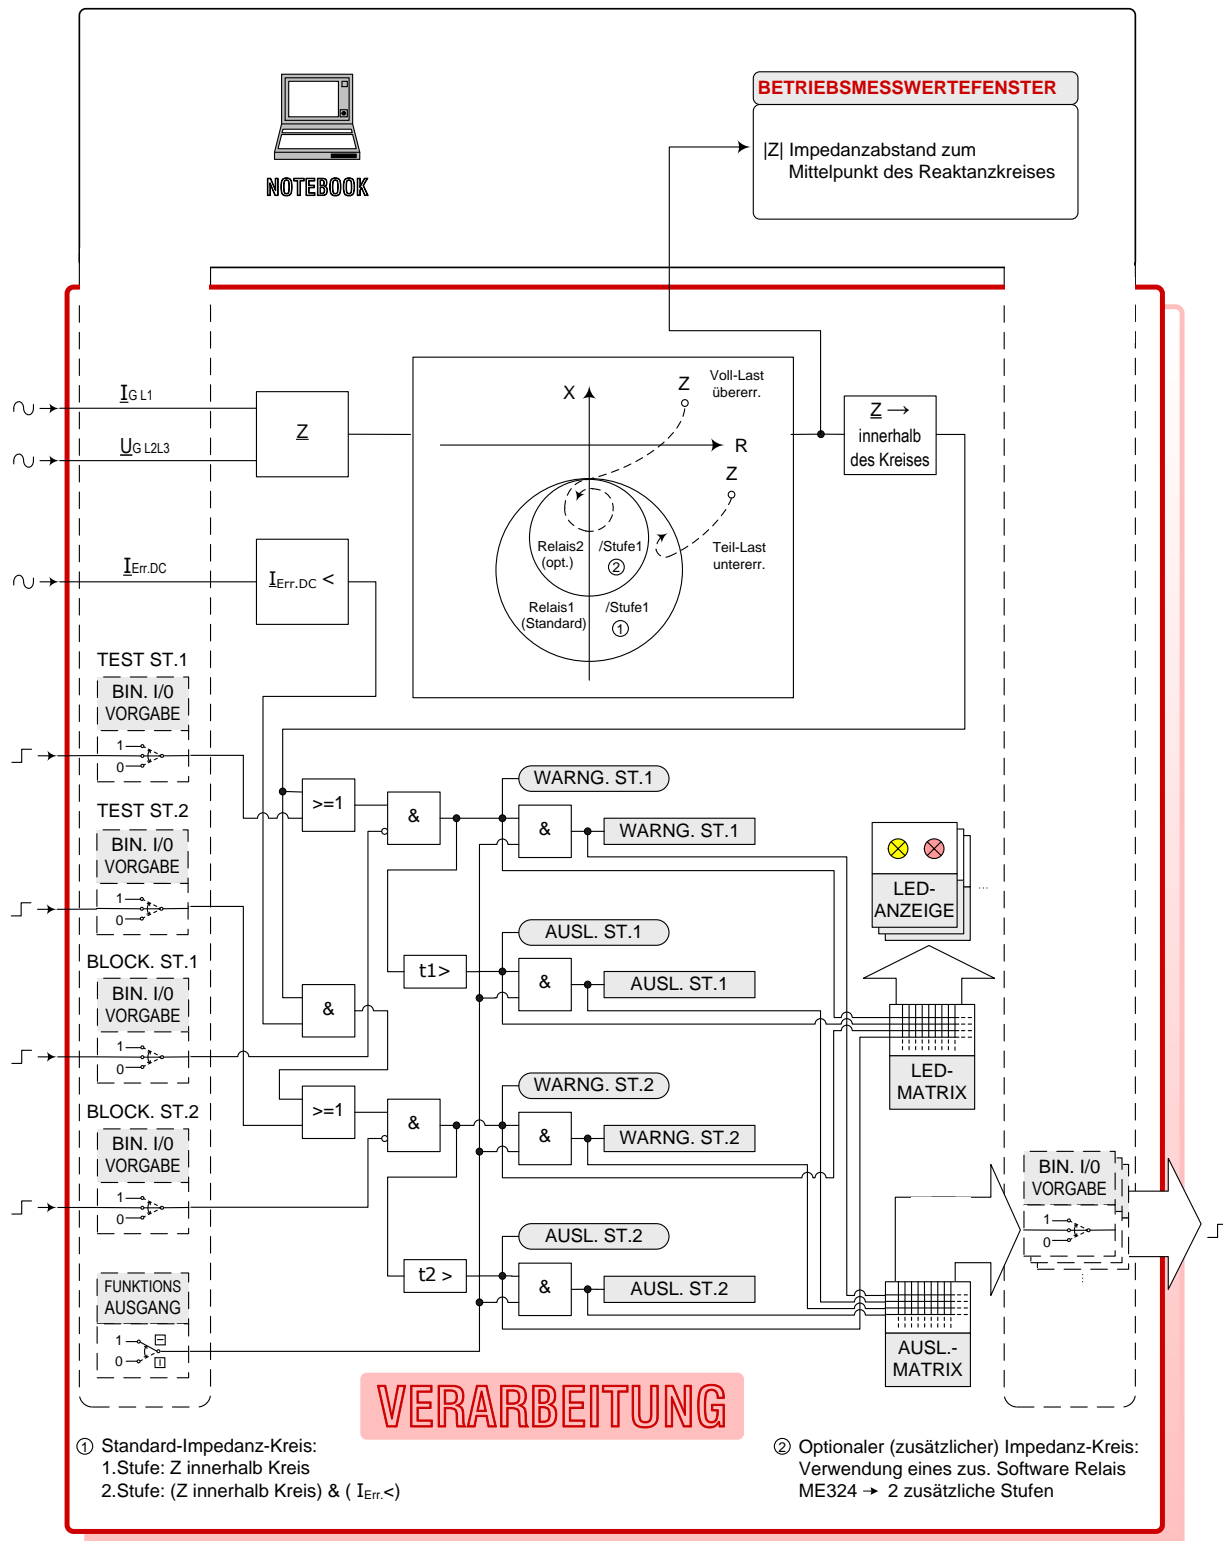 NOTEBOOK
BETRIEBSMESSWERTEFENSTER
|Z| Impedanzabstand zum
Mittelpunkt des Reaktanzkreises
I G L1
U G L2L3
Z
X
R
Z
Voll-Last
übererr.
Z
Teil-Last
untererr.
Relais2
(opt.)
/Stufe1
②
Relais1
(Standard)
/Stufe1
①
Z →
innerhalb
des Kreises
I Err.DC
I Err.DC <
TEST ST.1
BIN. I/0
VORGABE
1
0
TEST ST.2
BIN. I/0
VORGABE
1
0
BLOCK. ST.1
BIN. I/0
VORGABE
1
0
BLOCK. ST.2
BIN. I/0
VORGABE
1
0
FUNKTIONS
AUSGANG
1
0
>=1
&
WARNG. ST.1
&
WARNG. ST.1
t1>
AUSL. ST.1
&
AUSL. ST.1
&
>=1
&
WARNG. ST.2
&
WARNG. ST.2
t2 >
AUSL. ST.2
&
AUSL. ST.2
LED-
ANZEIGE
...
LED-
MATRIX
BIN. I/0
VORGABE
1
0
...
AUSL.-
MATRIX
VERARBEITUNG
① Standard-Impedanz-Kreis:
1.Stufe: Z innerhalb Kreis
2.Stufe: (Z innerhalb Kreis) & ( I Err.<)
② Optionaler (zusätzlicher) Impedanz-Kreis:
Verwendung eines zus. Software Relais
ME324 → 2 zusätzliche Stufen